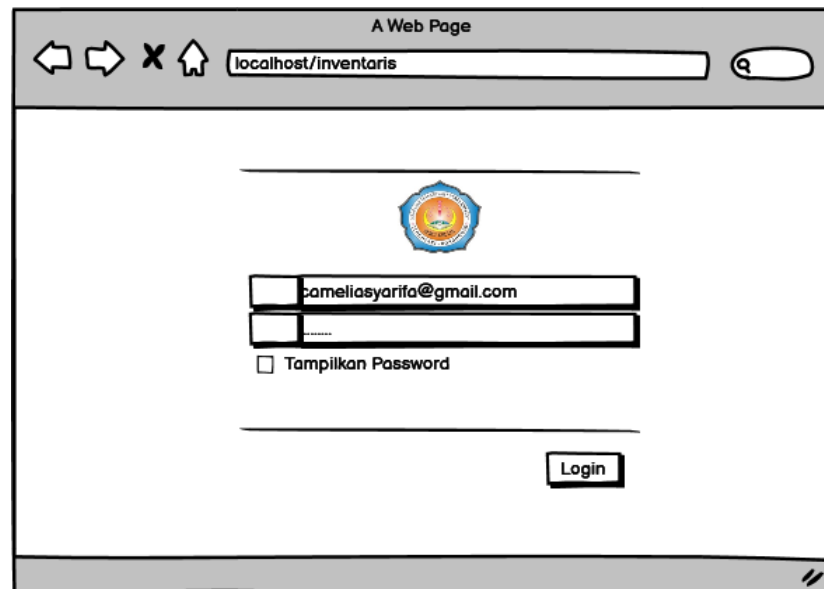 A Web Page
localhost/inventaris
cameliasyarifa@gmail.com
........
Tampilkan Password
Login